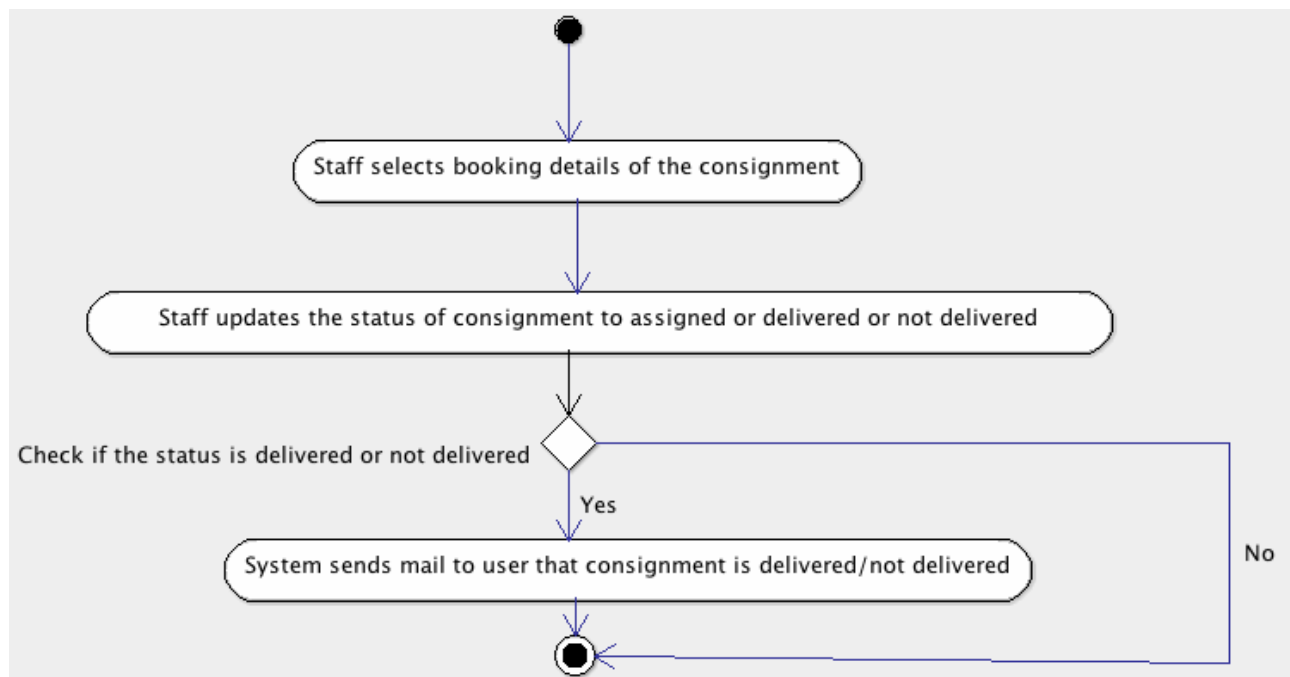 Staff selects booking details of the consignment
Staff updates the status of consignment to assigned or delivered or not delivered
Check if the status is delivered or not delivered
Yes
System sends mail to user that consignment is delivered/not delivered
No